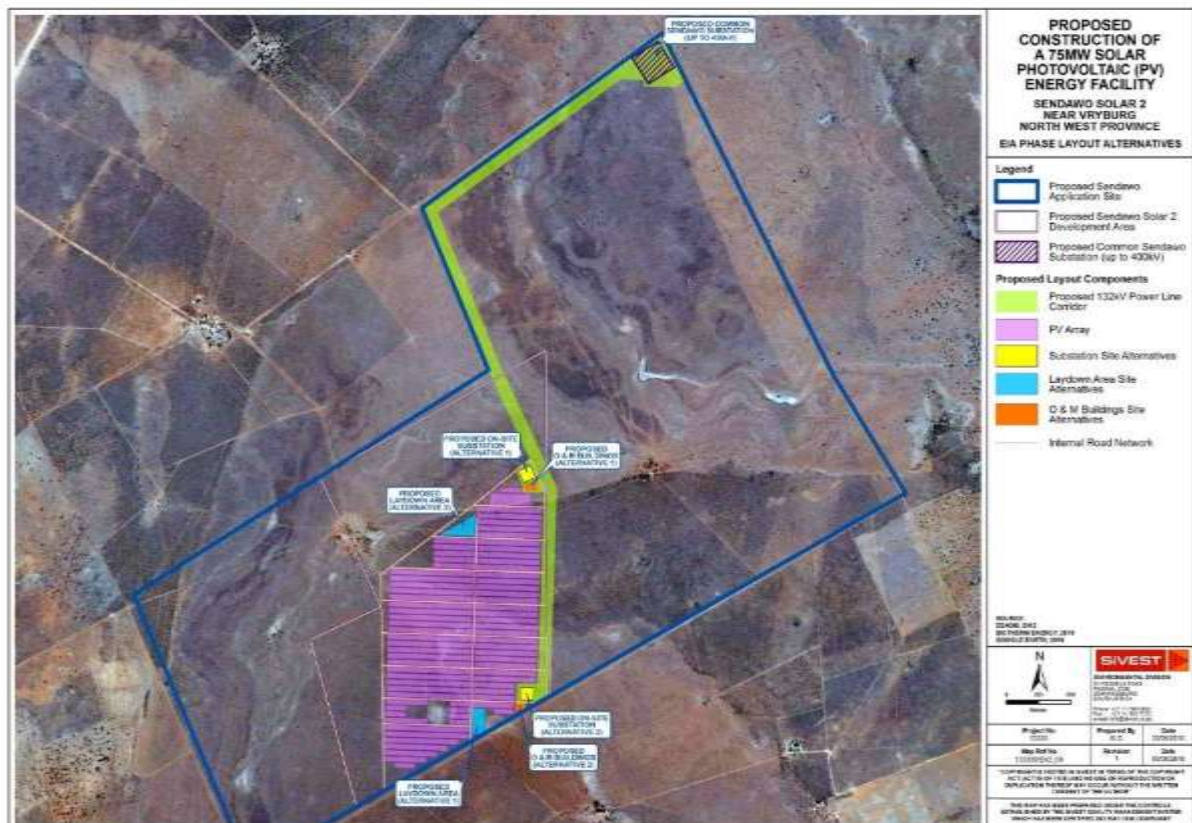 PROPOSED COMMON
SENDAWO SUBSTATION
(UP TO 400kV)
PROPOSED ON-SITE
SUBSTATION
(ALTERNATIVE 1)
PROPOSED
O & M BUILDINGS
(ALTERNATIVE 1)
PROPOSED
LAYDOWN AREA
(ALTERNATIVE 2)
PROPOSED ON-SITE
SUBSTATION
(ALTERNATIVE 2)
PROPOSED
O & M BUILDINGS
(ALTERNATIVE 2)
PROPOSED
LAYDOWN AREA
(ALTERNATIVE 1)
PROPOSED
CONSTRUCTION OF
A 75MW SOLAR
PHOTOVOLTAIC (PV)
ENERGY FACILITY
SENDAWO SOLAR 2
NEAR VRYBURG
NORTH WEST PROVINCE
EIA PHASE LAYOUT ALTERNATIVES
Legend
Proposed Sendawo
Application Site
Proposed Sendawo Solar 2
Development Area
Proposed Common Sendawo
Substation (up to 400kV)
Proposed Layout Components
Proposed 132kV Power Line
Corridor
PV Array
Substation Site Alternatives
Laydown Area Site
Alternatives
O & M Buildings Site
Alternatives
Internal Road Network
N
SiVEST
ENVIRONMENTAL DIVISION
Project No
Prepared By
Date
Map Ref No
Revision
Date
1